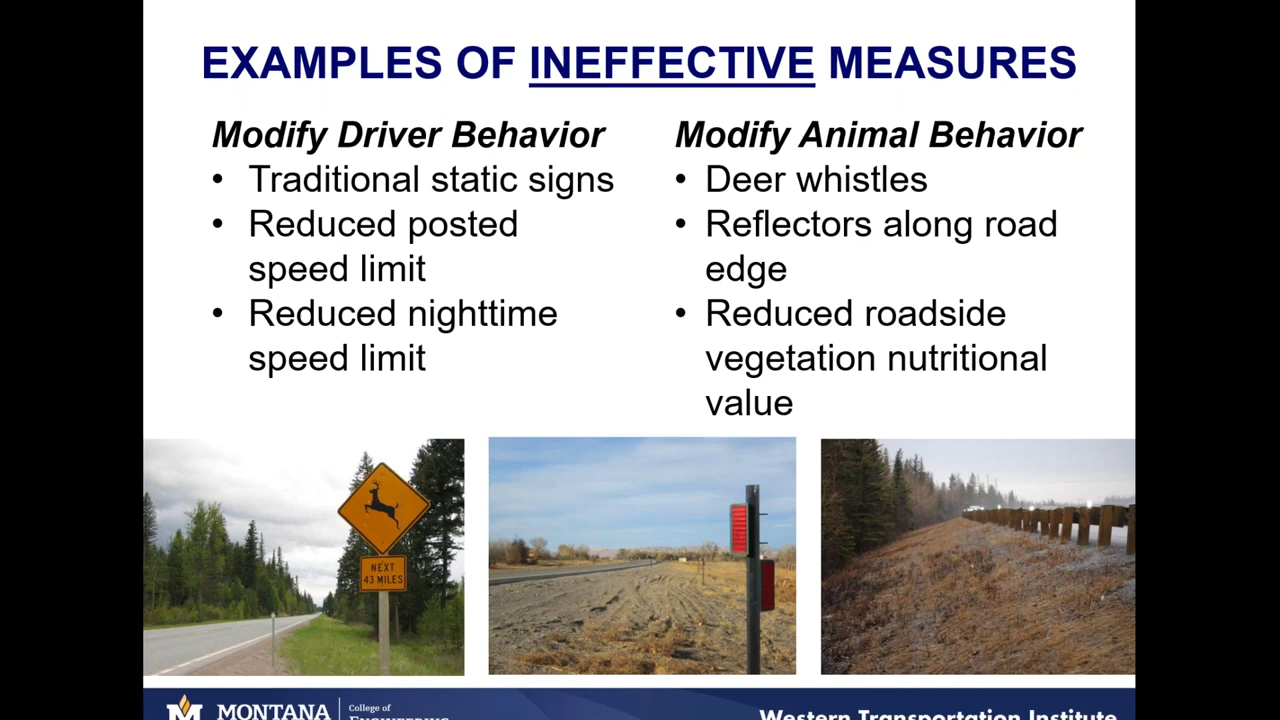 EXAMPLES OF INEFFECTIVE MEASURES
Modify Driver Behavior
• Traditional static signs
• Reduced posted
speed limit
• Reduced nighttime
speed limit
Modify Animal Behavior
• Deer whistles
• Reflectors along road
edge
• Reduced roadside
vegetation nutritional
value
NEXT
43 MILES
M MONTANA
College of
ENGINEERING
Western Transportation Institute